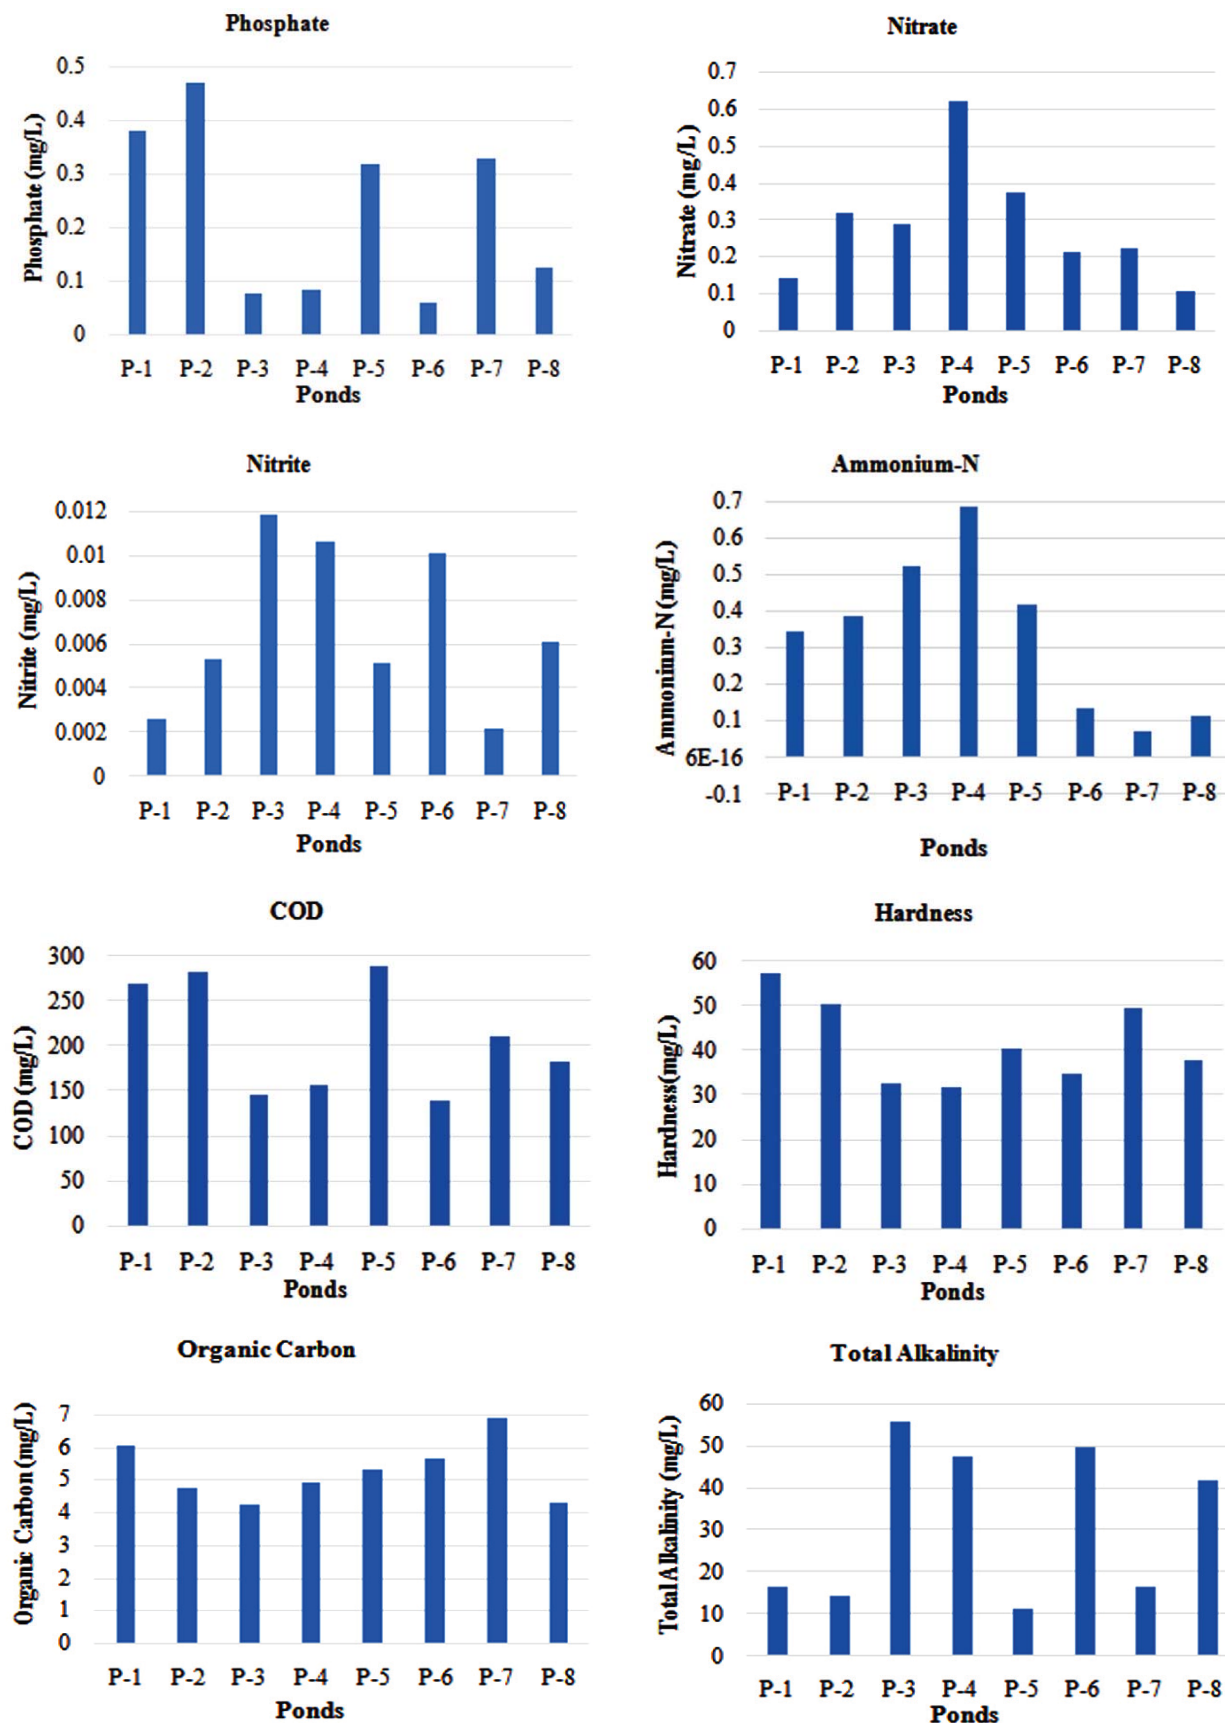 Phosphate
Phosphate (mg/L)
0.5
0.4
0.3
0.2
0.1
0
P-1 P-2 P-3 P-4 P-5 P-6 P-7 P-8
Ponds
Nitrate
Nitrate (mg/L)
0.7
0.6
0.5
0.4
0.3
0.2
0.1
0
P-1 P-2 P-3 P-4 P-5 P-6 P-7 P-8
Ponds
Nitrite
Nitrite (mg/L)
0.012
0.01
0.008
0.006
0.004
0.002
0
P-1 P-2 P-3 P-4 P-5 P-6 P-7 P-8
Ponds
Ammonium-N
Ammonium-N (mg/L)
0.7
0.6
0.5
0.4
0.3
0.2
0.1
6E-16
-0.1
P-1 P-2 P-3 P-4 P-5 P-6 P-7 P-8
Ponds
COD
COD (mg/L)
300
250
200
150
100
50
0
P-1 P-2 P-3 P-4 P-5 P-6 P-7 P-8
Ponds
Hardness
Hardness(mg/L)
60
50
40
30
20
10
0
P-1 P-2 P-3 P-4 P-5 P-6 P-7 P-8
Ponds
Organic Carbon
Organic Carbon (mg/L)
7
6
5
4
3
2
1
0
P-1 P-2 P-3 P-4 P-5 P-6 P-7 P-8
Ponds
Total Alkalinity
Total Alkalinity (mg/L)
60
50
40
30
20
10
0
P-1 P-2 P-3 P-4 P-5 P-6 P-7 P-8
Ponds